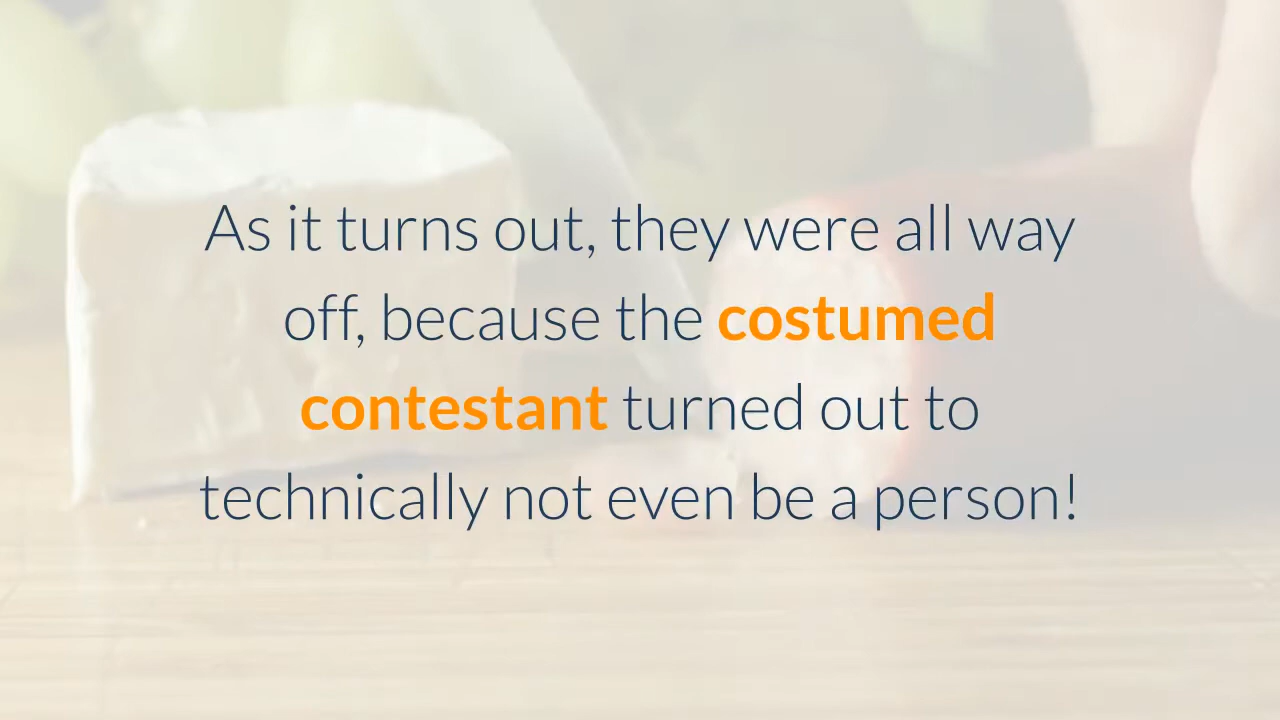 As it turns out, they were all way
off, because the costumed
contestant turned out to
technically not even be a person!